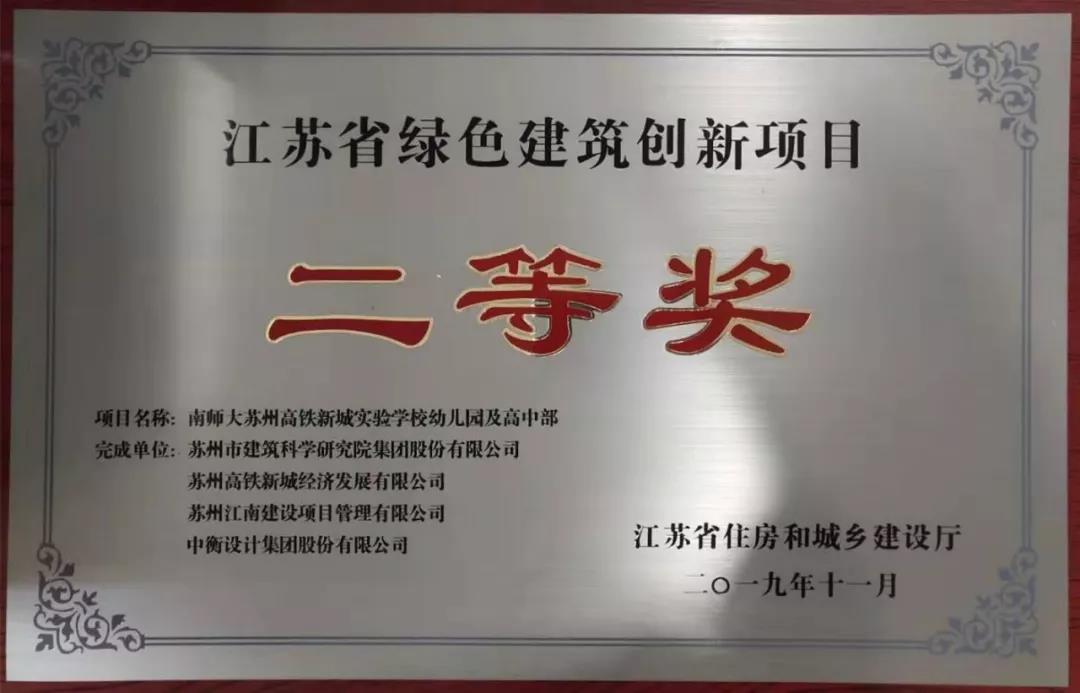 江苏省绿色建筑创新项目
二等奖
项目名称：南师大苏州高铁新城实验学校幼儿园及高中部
完成单位：苏州市建筑科学研究院集团股份有限公司
苏州高铁新城经济发展有限公司
苏州江南建设项目管理有限公司
中衡设计集团股份有限公司
江苏省住房和城乡建设厅
二〇一九年十一月